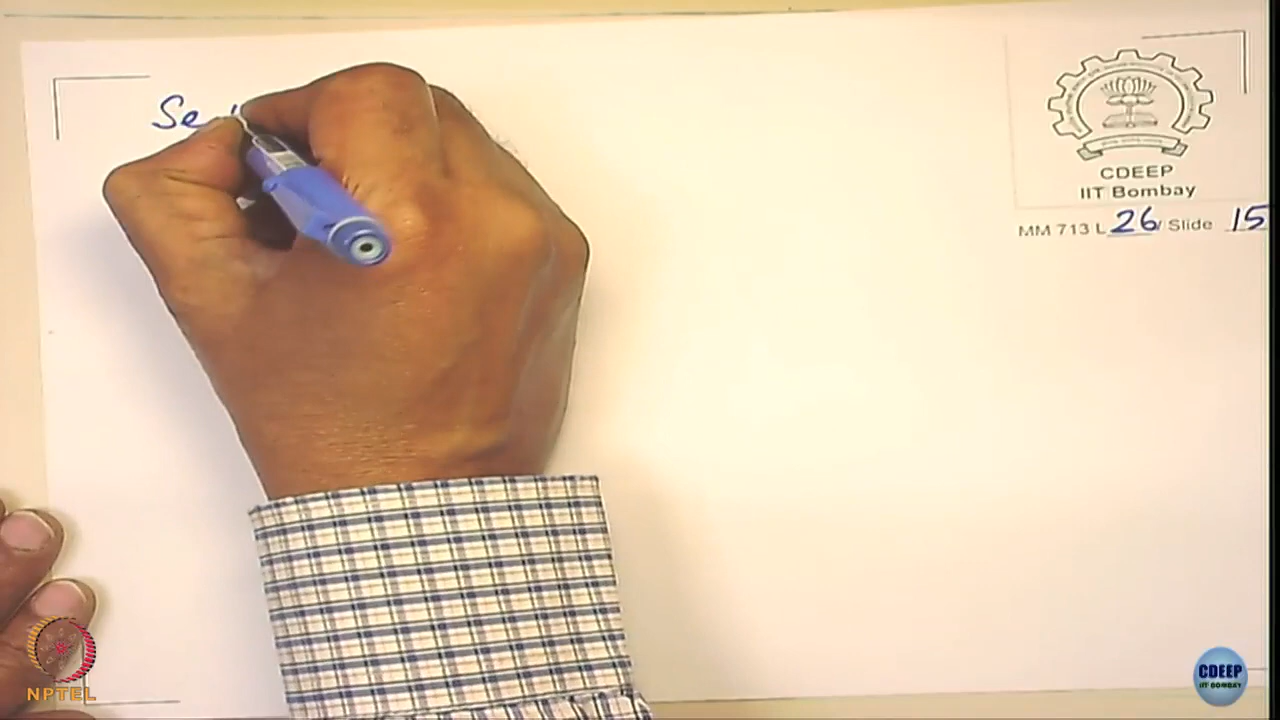 Se
CDEEP
IIT Bombay
MM 713 L 26 / Slide 15
NPTEL
CDEEP
IIT BOMBAY